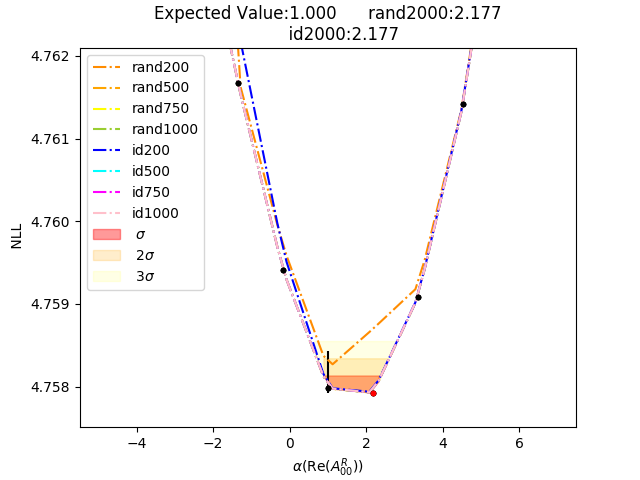 Expected Value:1.000 rand2000:2.177
id2000:2.177
4.762
4.761
4.760
4.759
4.758
NLL
rand200
rand500
rand750
rand1000
id200
id500
id750
id1000
σ
2σ
3σ
−4 −2 0 2 4 6
α(Re(A^R_00))